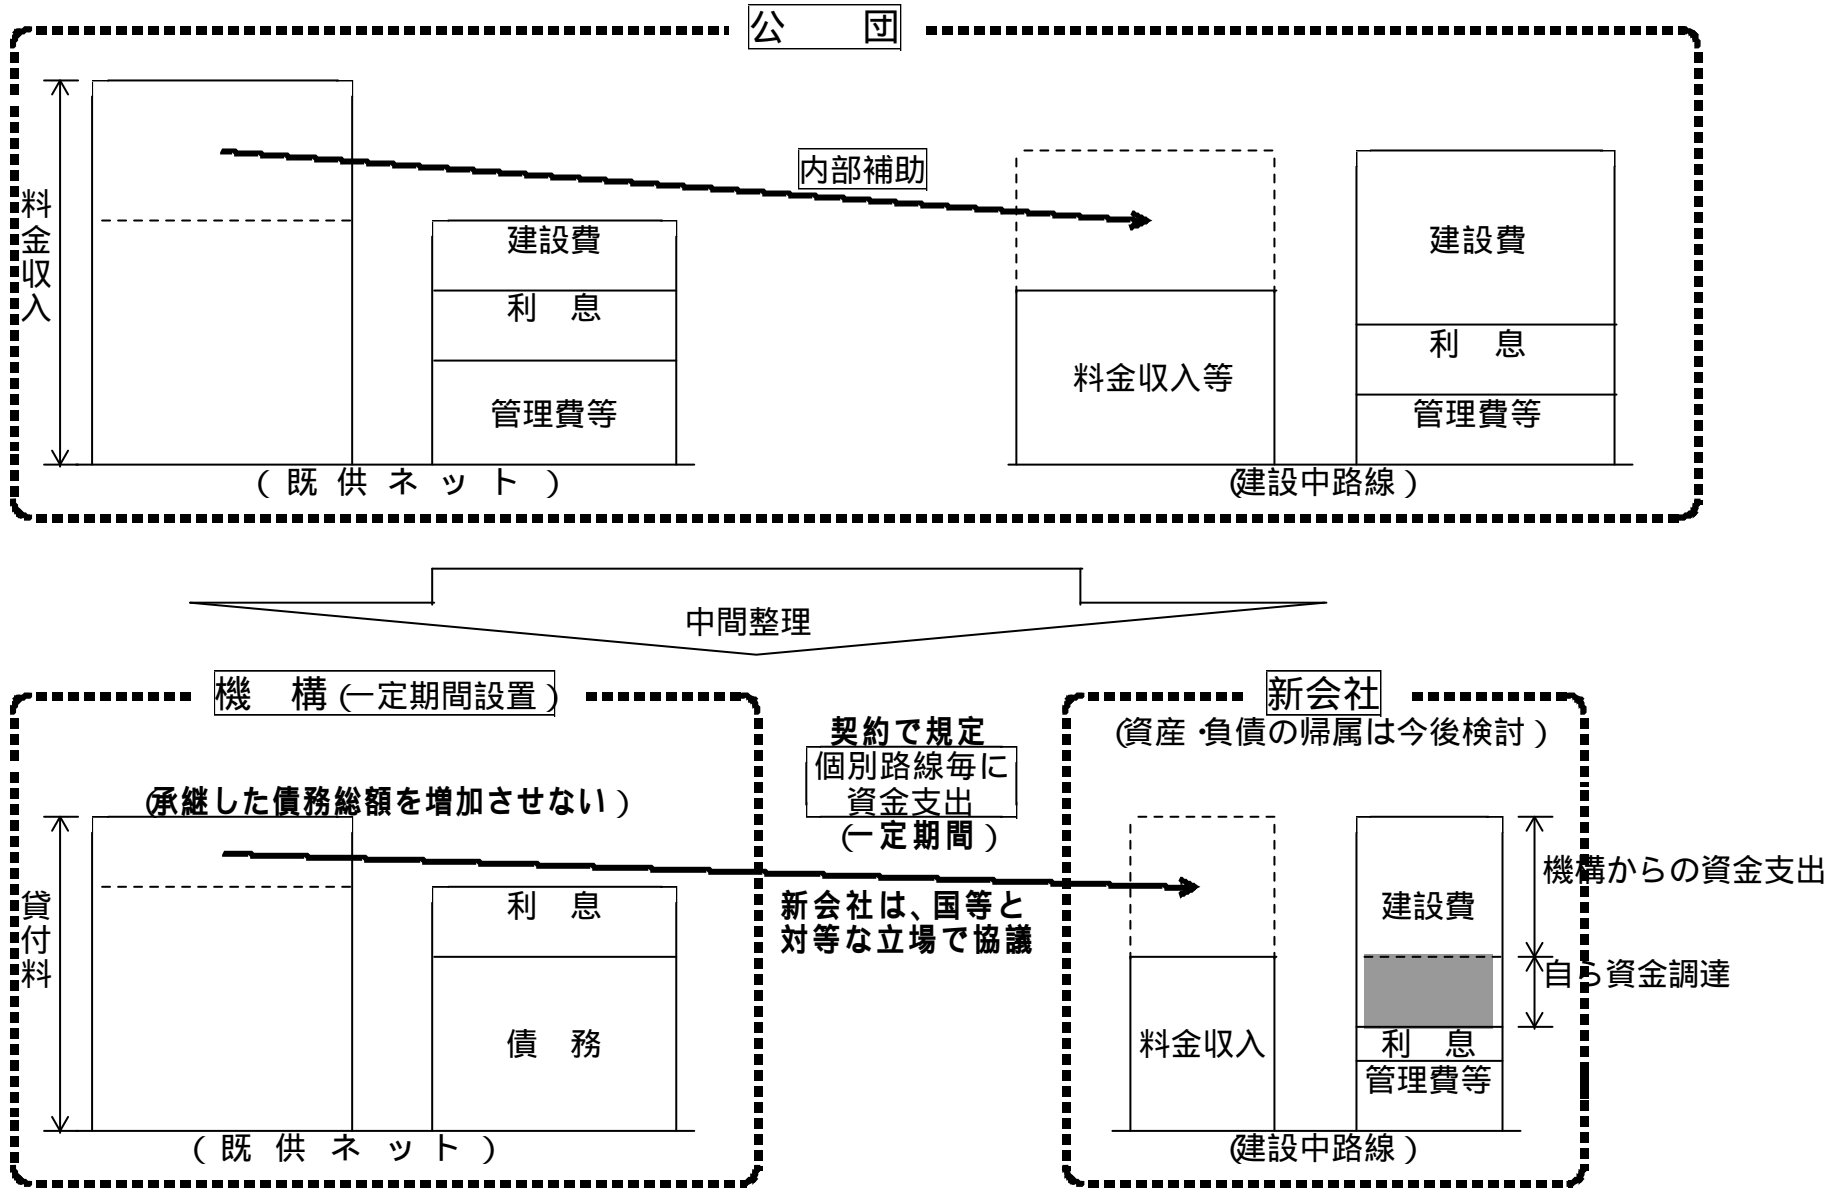 公　団
料金収入
内部補助
建設費
利　息
管理費等
料金収入等
建設費
利　息
管理費等
(既供ネット)
(建設中路線)
中間整理
機　構(一定期間設置)
(承継した債務総額を増加させない)
契約で規定
個別路線毎に
資金支出
(一定期間)
新会社は、国等と
対等な立場で協議
貸付料
利　息
債　務
(既供ネット)
新会社
(資産・負債の帰属は今後検討)
料金収入
建設費
利　息
管理費等
機構からの資金支出
自ら資金調達
(建設中路線)